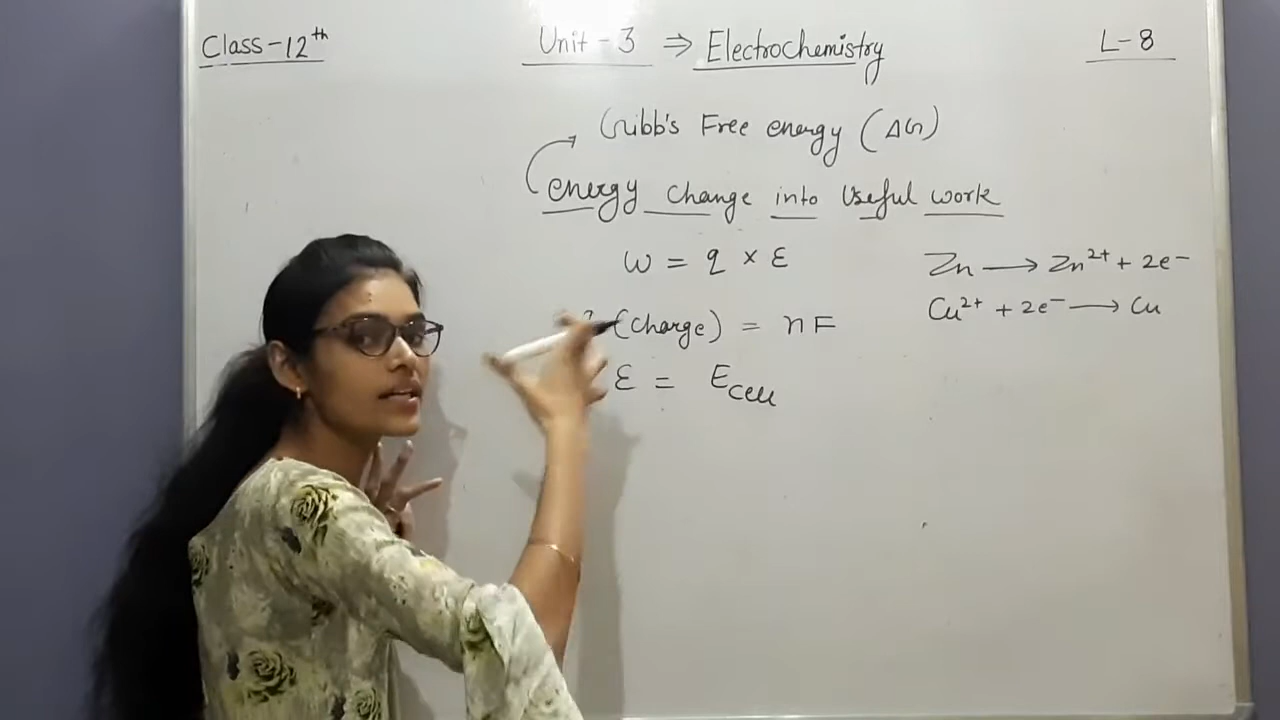 Class-12th
Unit - 3 ⇒ Electrochemistry
L-8
Gibb's Free energy (ΔG)
energy change into Useful work
W = q × ε
(Charge) = nF
ε = Ecell
Zn ⟶ Zn²⁺ + 2e⁻
Cu²⁺ + 2e⁻ ⟶ Cu